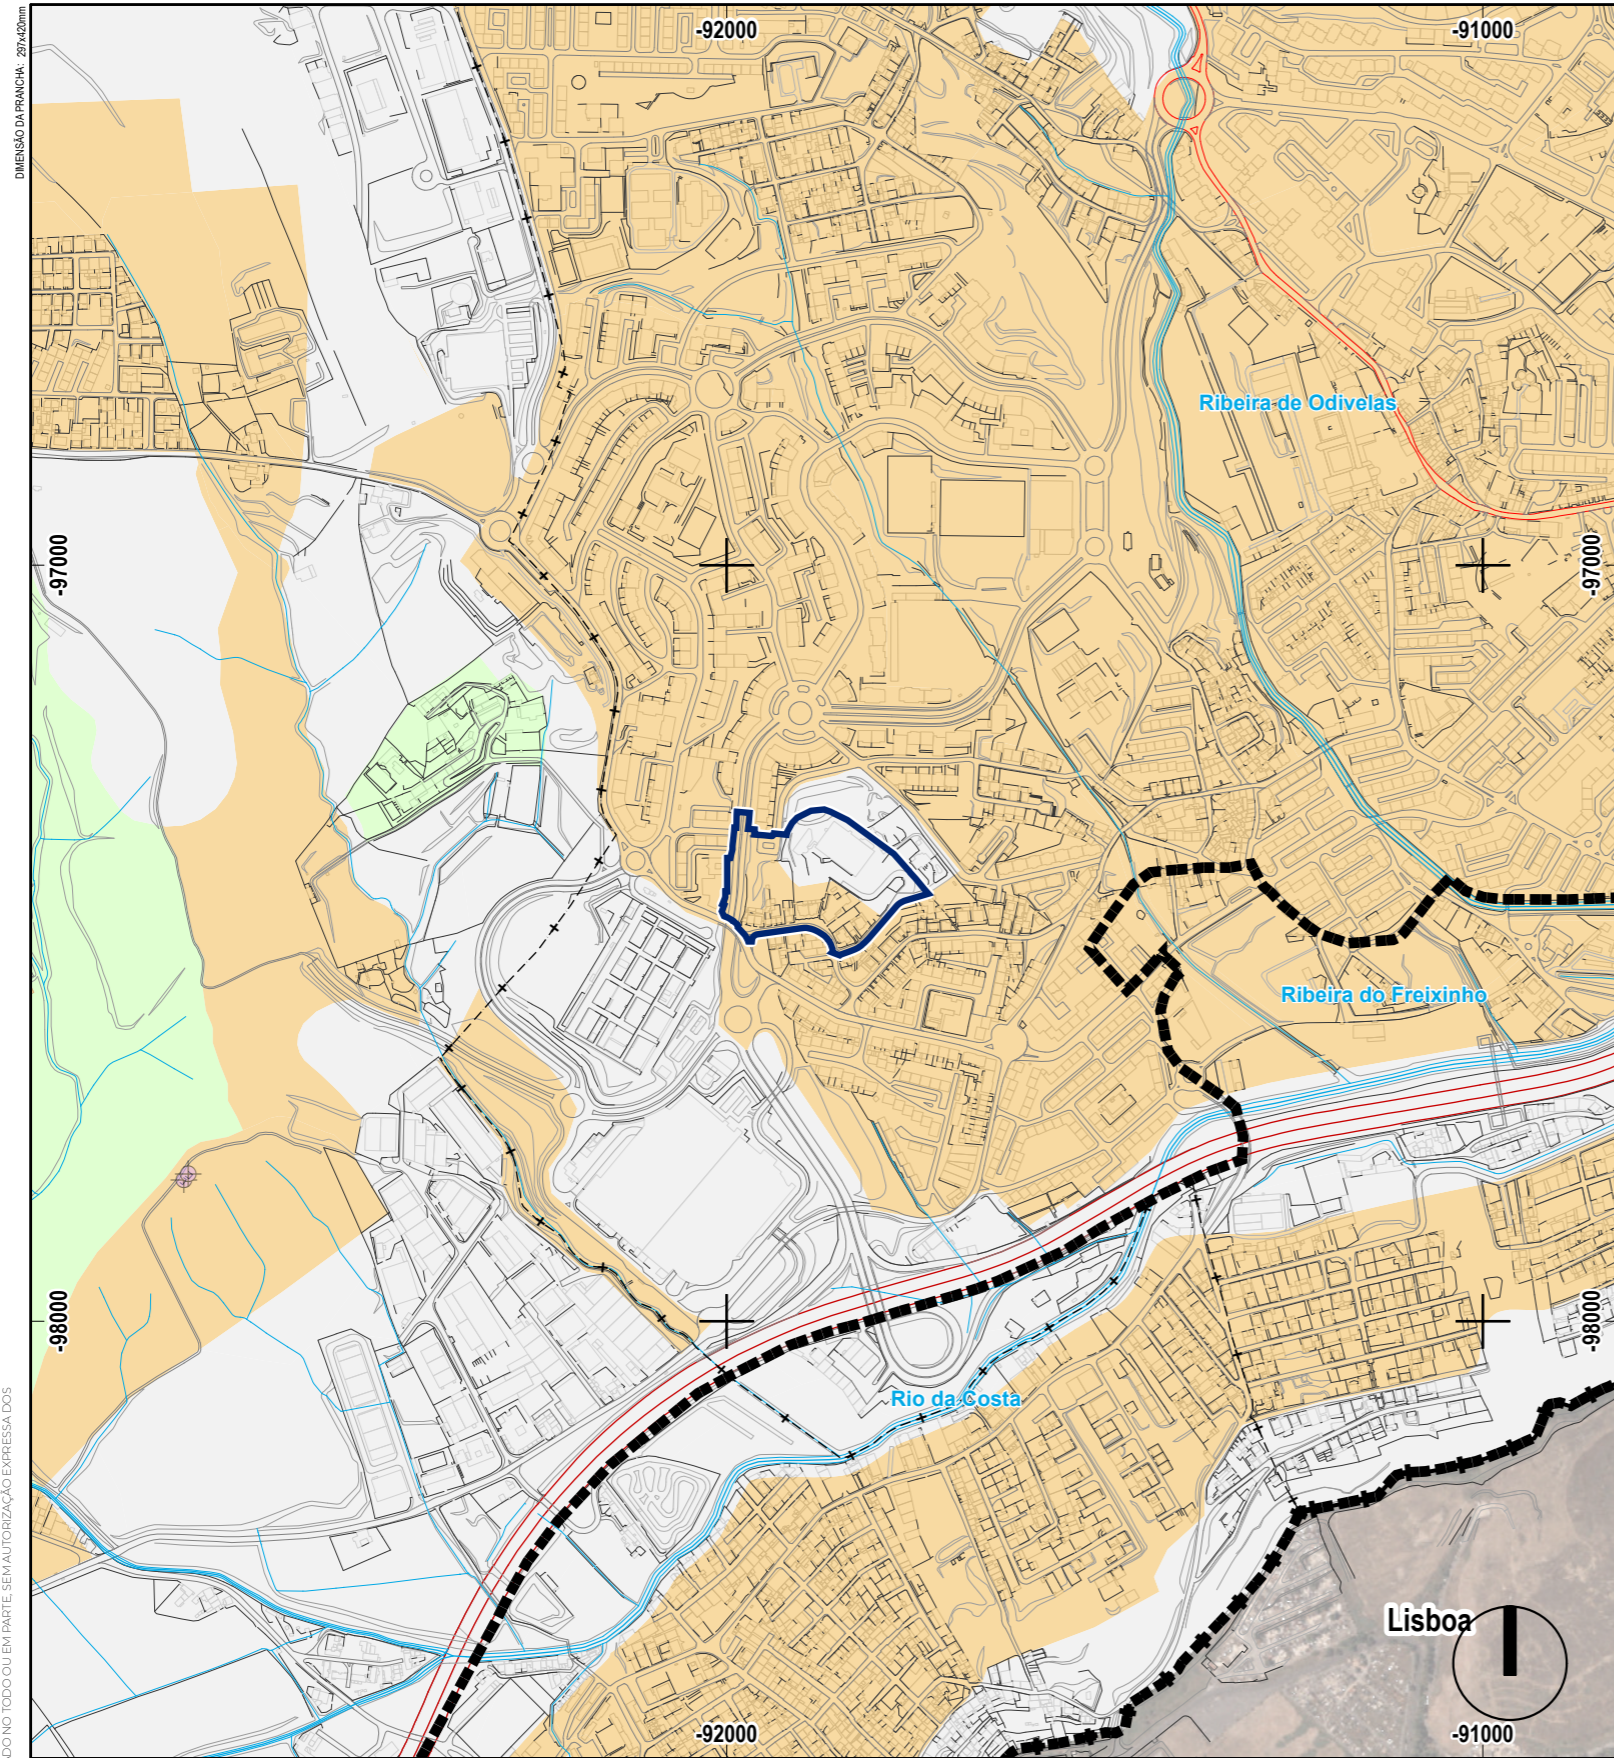 DIMENSÃO DA PRANCHA: 297x420mm
-92000
-91000
Ribeira de Odivelas
-97000
-97000
Ribeira do Freixinho
-98000
-98000
Rio da Costa
Lisboa
-92000
-91000
DO NO TODO OU EM PARTE, SEM AUTORIZAÇÃO EXPRESSA DOS